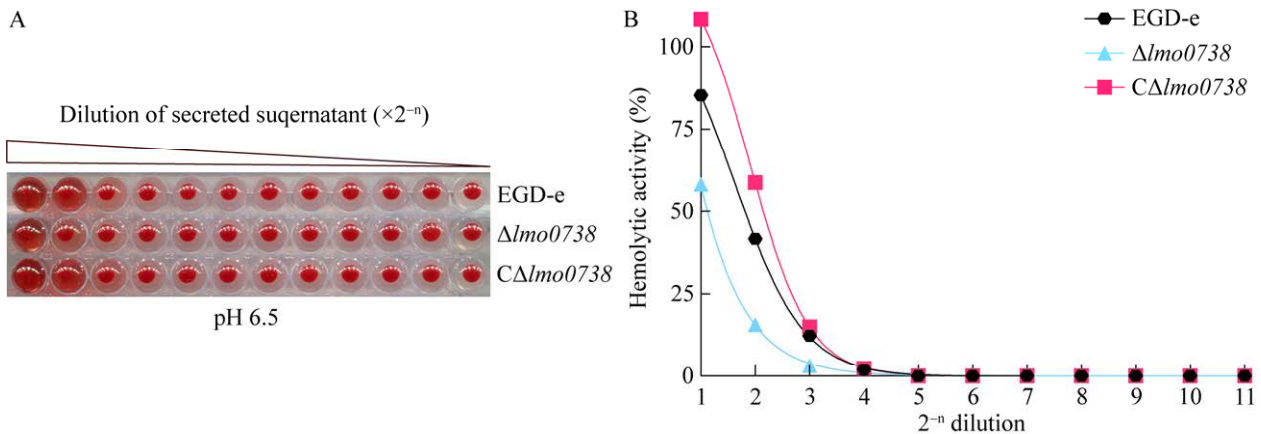 A
Dilution of secreted suqernatant (×2⁻ⁿ)
EGD-e
Δlmo0738
CΔlmo0738
pH 6.5
B
EGD-e
Δlmo0738
CΔlmo0738
Hemolytic activity (%)
100
75
50
25
0
1 2 3 4 5 6 7 8 9 10 11
2⁻ⁿ dilution